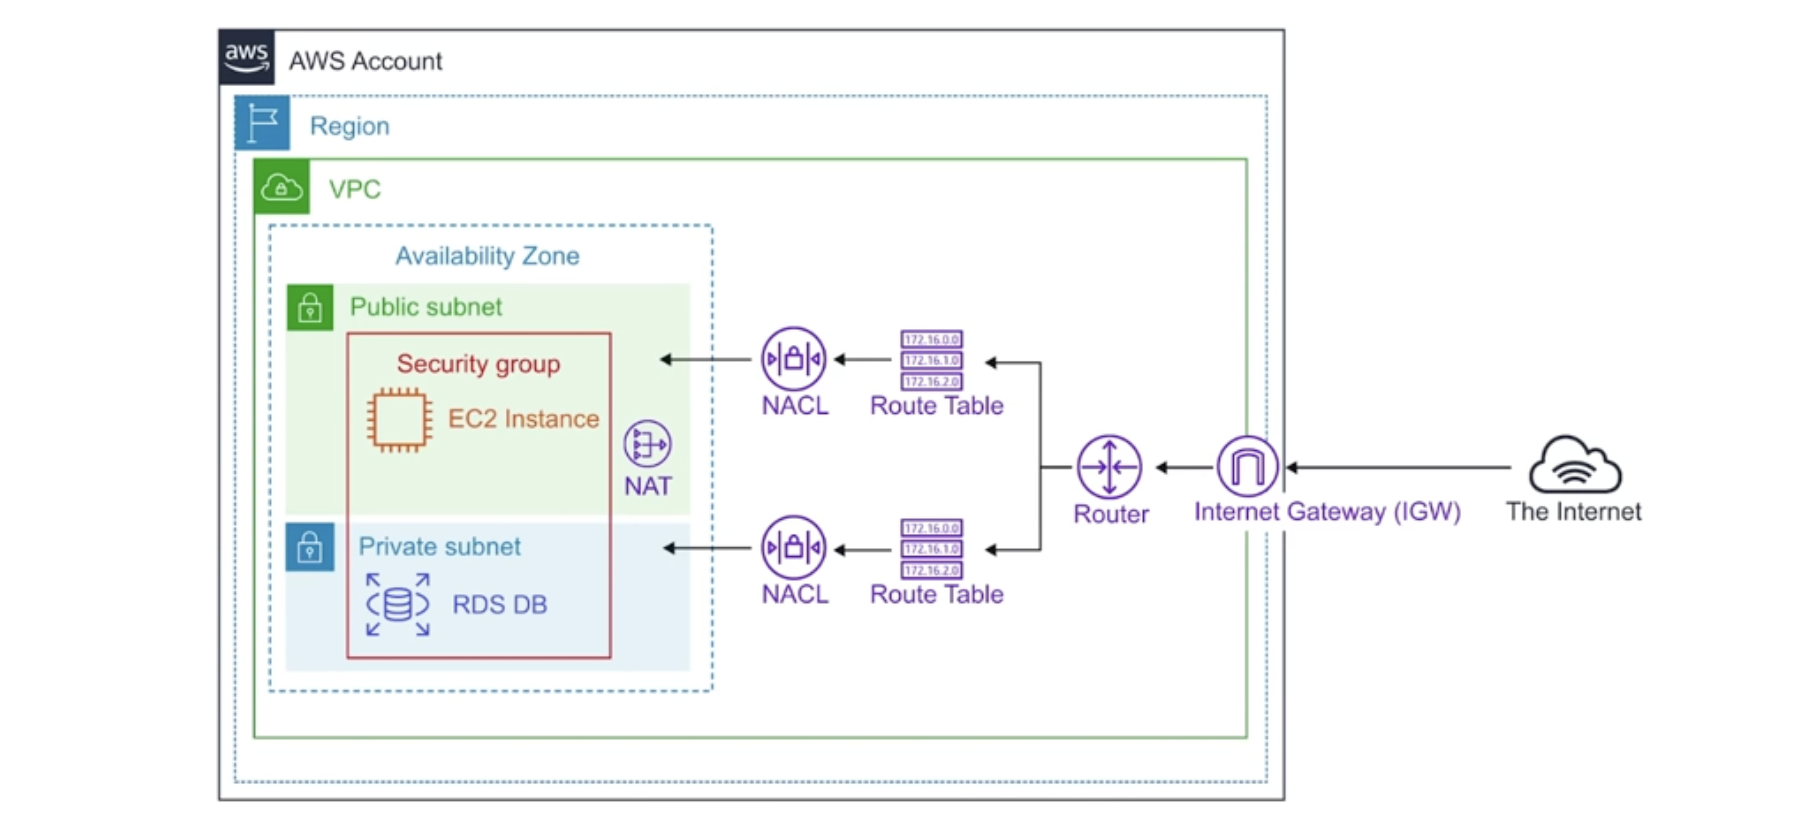 aws
AWS Account
Region
VPC
Availability Zone
Public subnet
Security group
EC2 Instance
NAT
Private subnet
RDS DB
NACL
172.16.0.0
172.16.1.0
172.16.2.0
Route Table
NACL
172.16.0.0
172.16.1.0
172.16.2.0
Route Table
Router
Internet Gateway (IGW)
The Internet